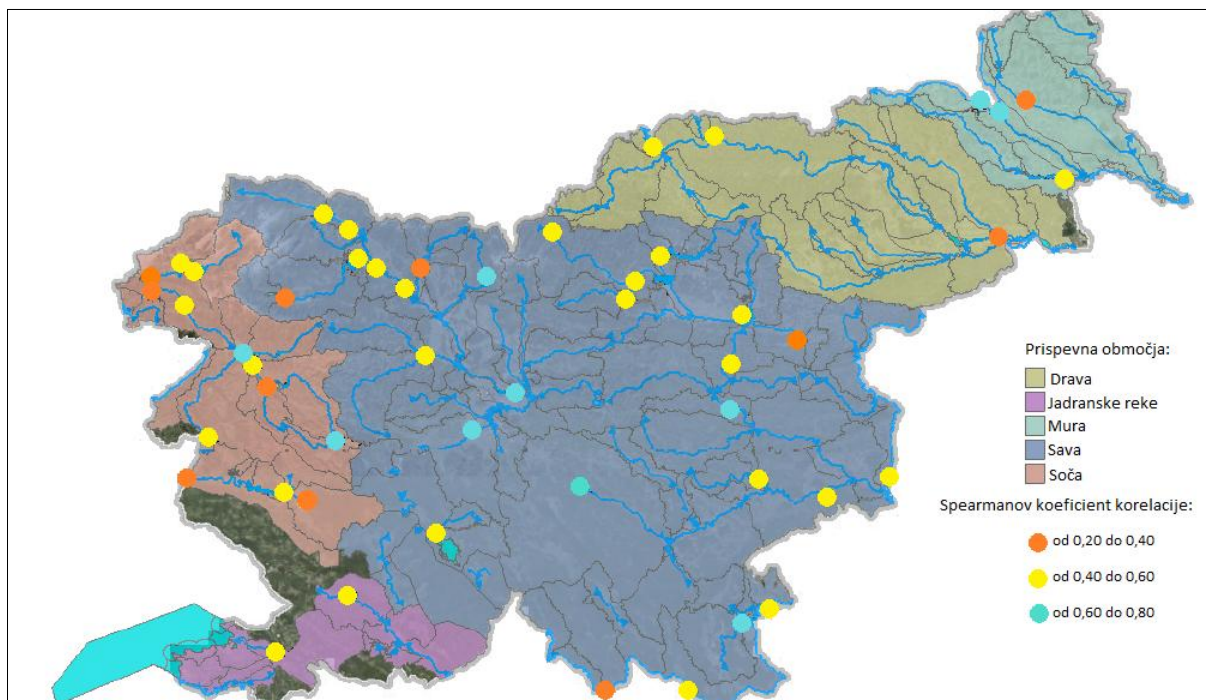 Prispevna območja:
Drava
Jadranske reke
Mura
Sava
Soča
Spearmanov koeficient korelacije:
od 0,20 do 0,40
od 0,40 do 0,60
od 0,60 do 0,80